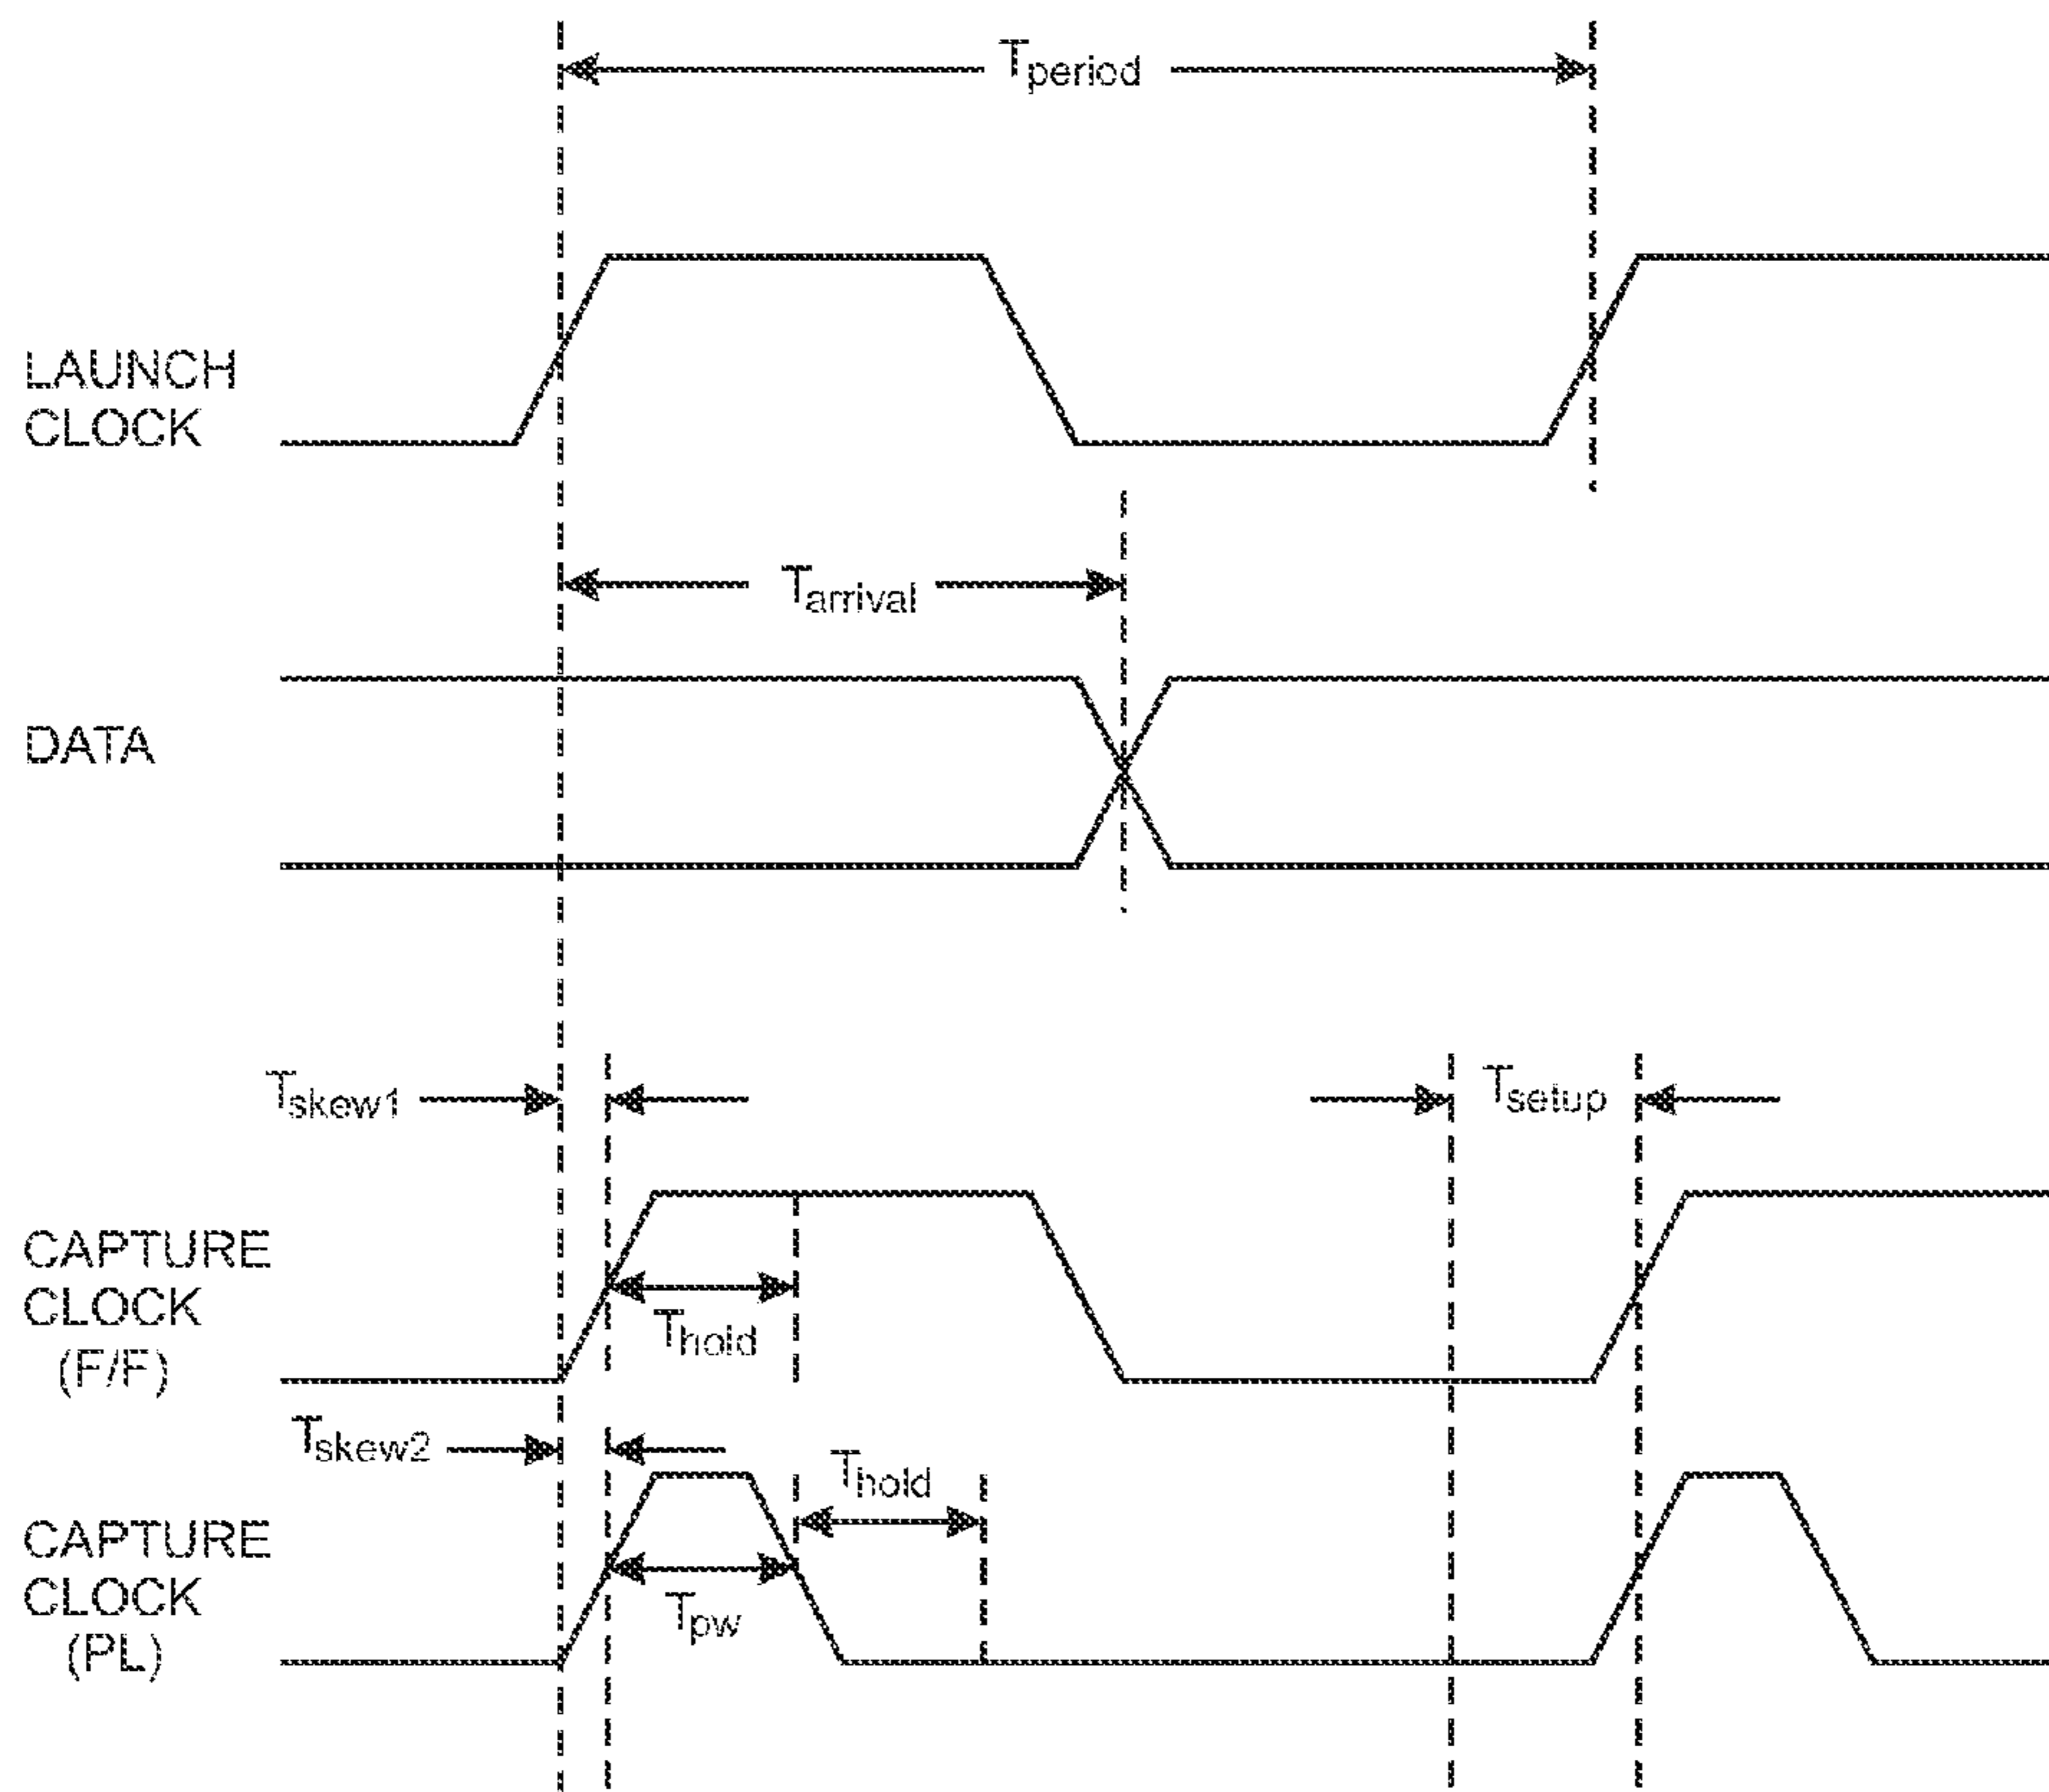 Tperiod
LAUNCH
CLOCK
Tarrival
DATA
Tskew1
Tsetup
CAPTURE
CLOCK
(F/F)
Thold
Tskew2
Thold
CAPTURE
CLOCK
(PL)
Tpw